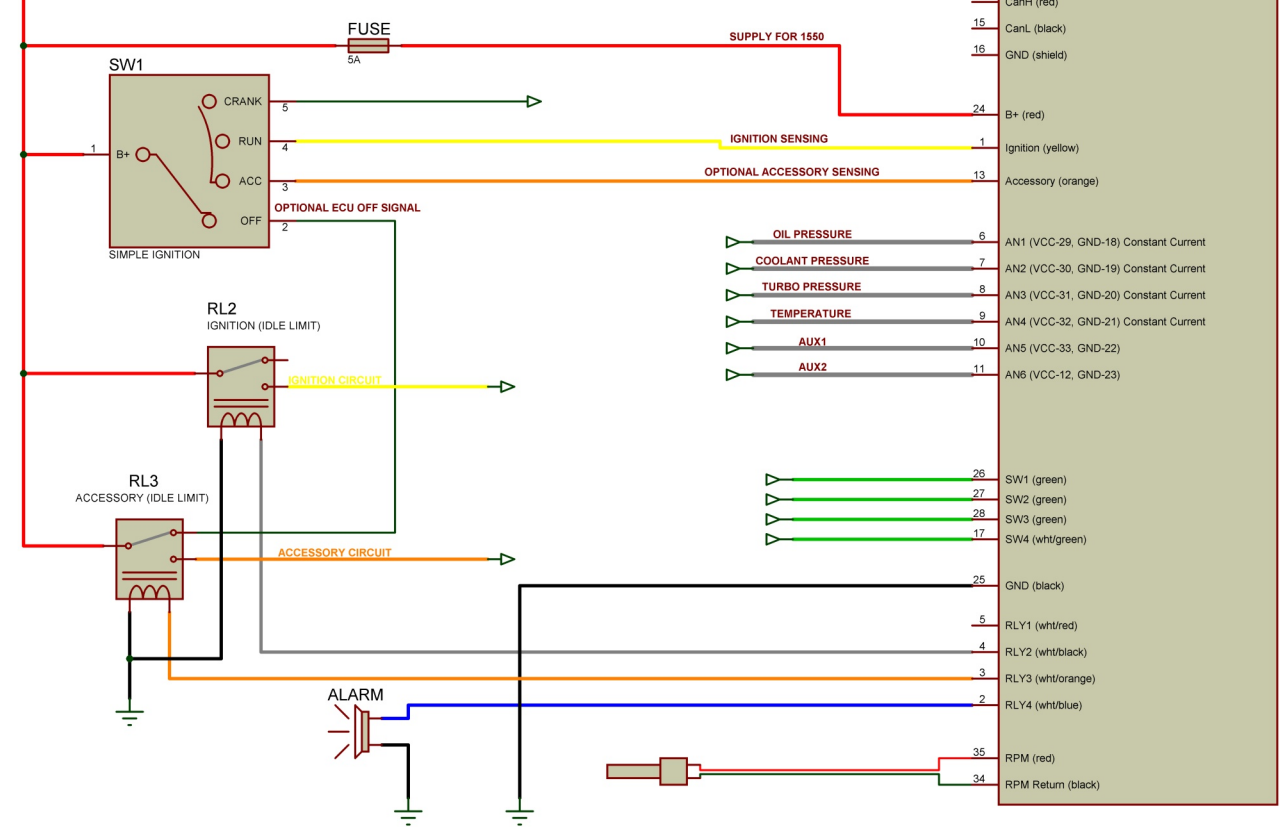 CanH (red)
15 CanL (black)
16 GND (shield)
FUSE
5A
SUPPLY FOR 1550
24 B+ (red)
SW1
1 B+
CRANK 5
RUN 4
ACC 3
OFF 2
SIMPLE IGNITION
IGNITION SENSING
1 Ignition (yellow)
OPTIONAL ACCESSORY SENSING
13 Accessory (orange)
OPTIONAL ECU OFF SIGNAL
OIL PRESSURE 6 AN1 (VCC-29, GND-18) Constant Current
COOLANT PRESSURE 7 AN2 (VCC-30, GND-19) Constant Current
TURBO PRESSURE 8 AN3 (VCC-31, GND-20) Constant Current
TEMPERATURE 9 AN4 (VCC-32, GND-21) Constant Current
AUX1 10 AN5 (VCC-33, GND-22)
AUX2 11 AN6 (VCC-12, GND-23)
RL2
IGNITION (IDLE LIMIT)
IGNITION CIRCUIT
RL3
ACCESSORY (IDLE LIMIT)
ACCESSORY CIRCUIT
26 SW1 (green)
27 SW2 (green)
28 SW3 (green)
17 SW4 (wht/green)
25 GND (black)
5 RLY1 (wht/red)
4 RLY2 (wht/black)
3 RLY3 (wht/orange)
2 RLY4 (wht/blue)
ALARM
35 RPM (red)
34 RPM Return (black)